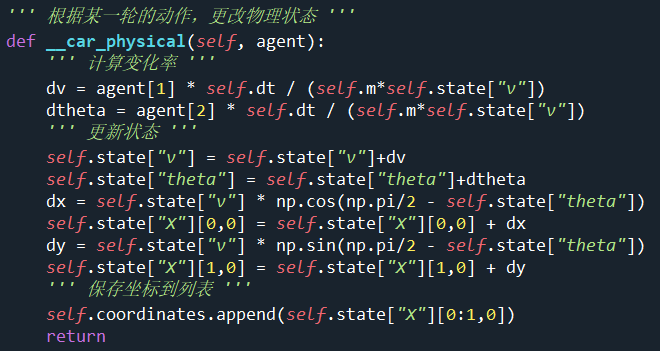 ''' 根据某一轮的动作，更改物理状态 '''
def __car_physical(self, agent):
    ''' 计算变化率 '''
    dv = agent[1] * self.dt / (self.m*self.state["v"])
    dtheta = agent[2] * self.dt / (self.m*self.state["v"])
    ''' 更新状态 '''
    self.state["v"] = self.state["v"]+dv
    self.state["theta"] = self.state["theta"]+dtheta
    dx = self.state["v"] * np.cos(np.pi/2 - self.state["theta"])
    self.state["X"][0,0] = self.state["X"][0,0] + dx
    dy = self.state["v"] * np.sin(np.pi/2 - self.state["theta"])
    self.state["X"][1,0] = self.state["X"][1,0] + dy
    ''' 保存坐标到列表 '''
    self.coordinates.append(self.state["X"][0:1,0])
    return